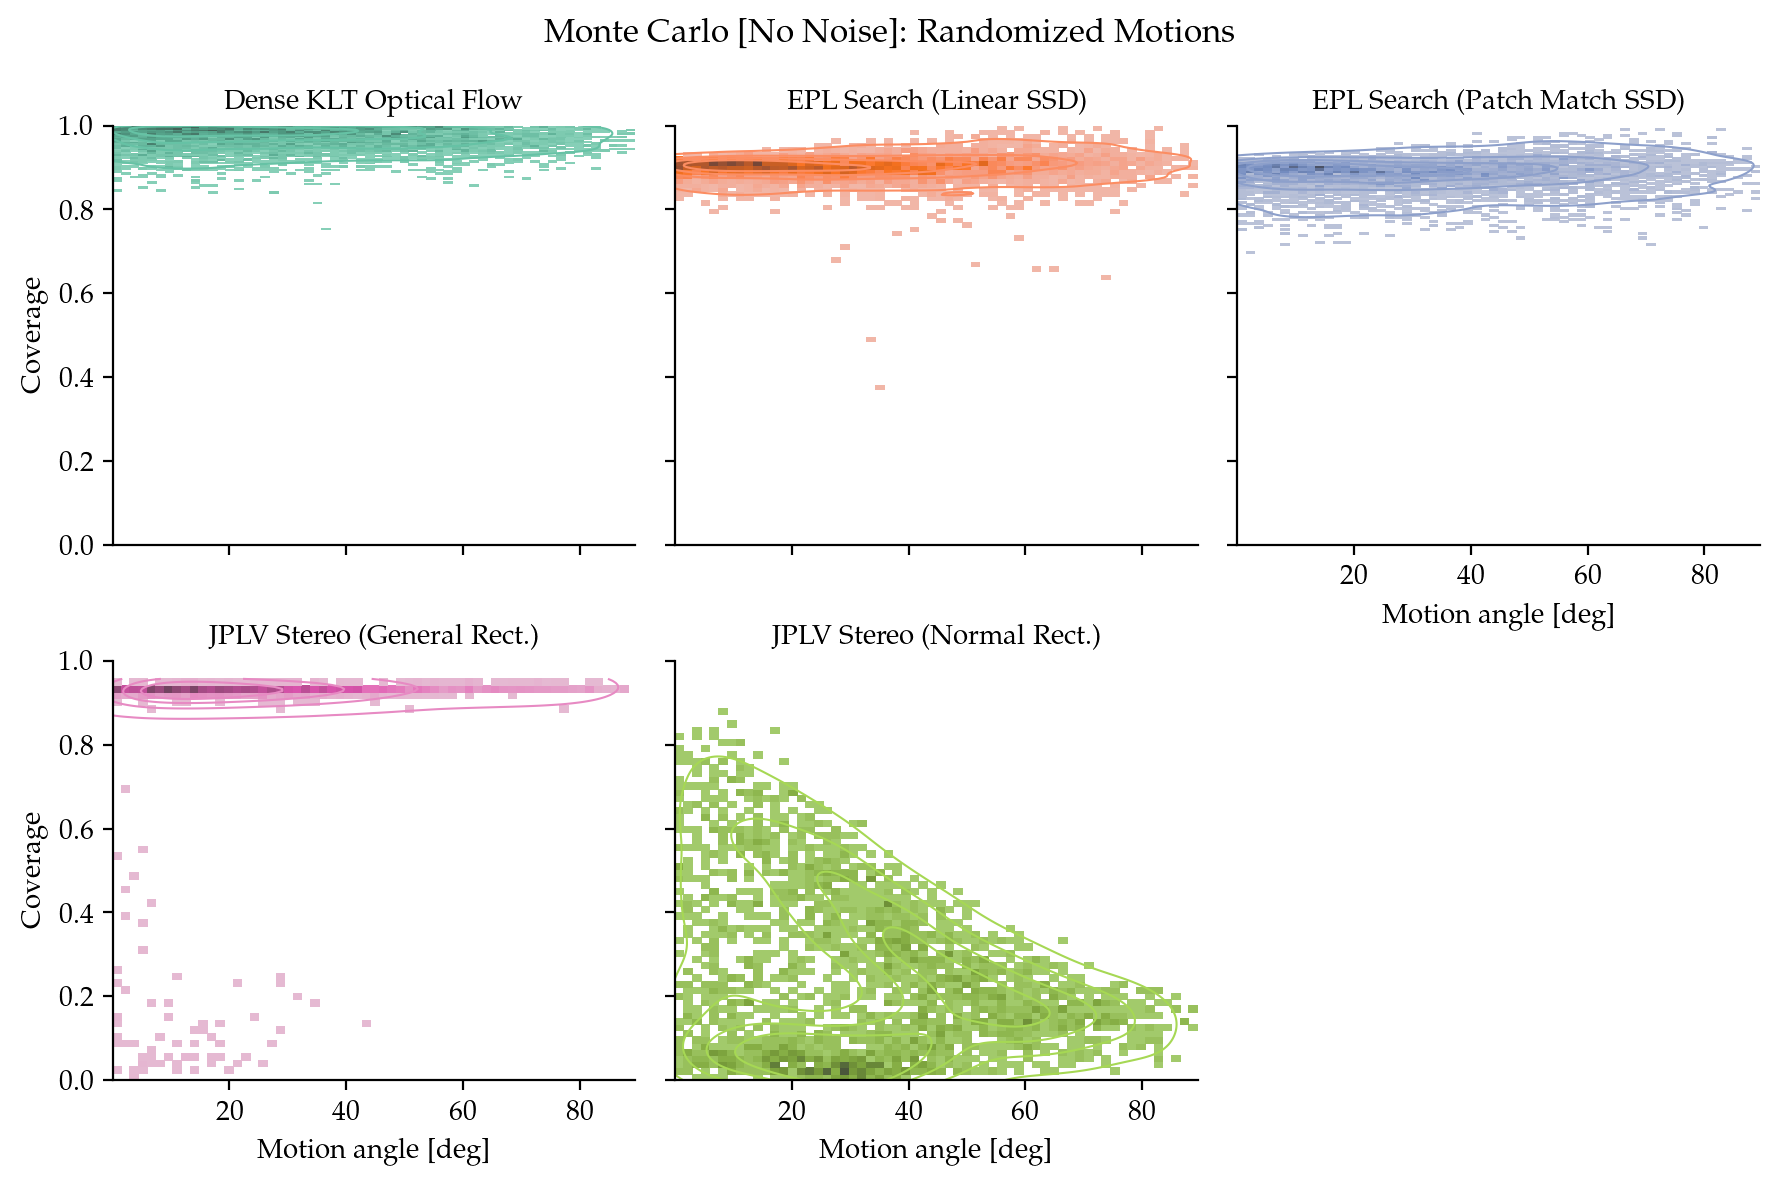 Monte Carlo [No Noise]: Randomized Motions
Dense KLT Optical Flow
EPL Search (Linear SSD)
EPL Search (Patch Match SSD)
1.0
0.8
0.6
0.4
0.2
0.0
Coverage
20 40 60 80
Motion angle [deg]
JPLV Stereo (General Rect.)
JPLV Stereo (Normal Rect.)
1.0
0.8
0.6
0.4
0.2
0.0
Coverage
20 40 60 80
Motion angle [deg]
20 40 60 80
Motion angle [deg]